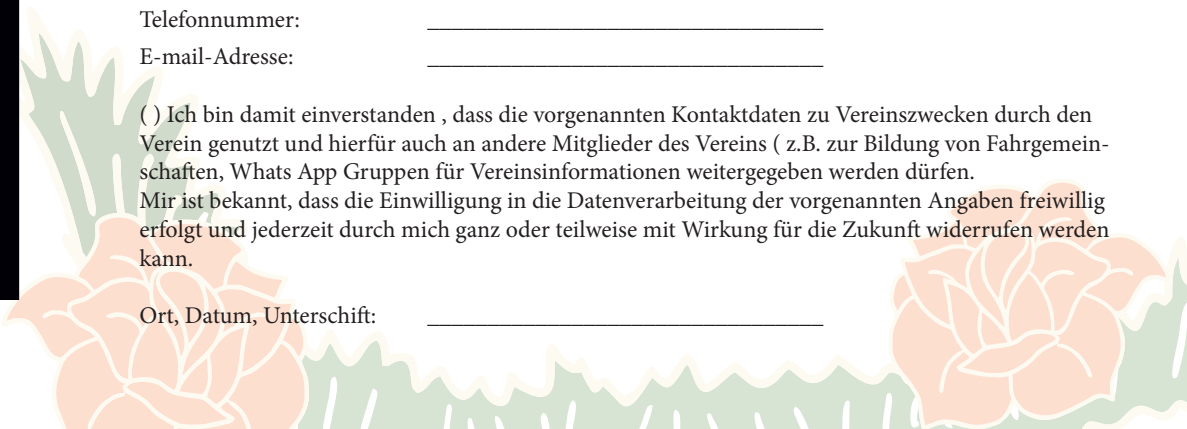 Telefonnummer: _________________________________
E-mail-Adresse: _________________________________
( ) Ich bin damit einverstanden , dass die vorgenannten Kontaktdaten zu Vereinszwecken durch den
Verein genutzt und hierfür auch an andere Mitglieder des Vereins ( z.B. zur Bildung von Fahrgemein-
schaften, Whats App Gruppen für Vereinsinformationen weitergegeben werden dürfen.
Mir ist bekannt, dass die Einwilligung in die Datenverarbeitung der vorgenannten Angaben freiwillig
erfolgt und jederzeit durch mich ganz oder teilweise mit Wirkung für die Zukunft widerrufen werden
kann.
Ort, Datum, Unterschift: _________________________________